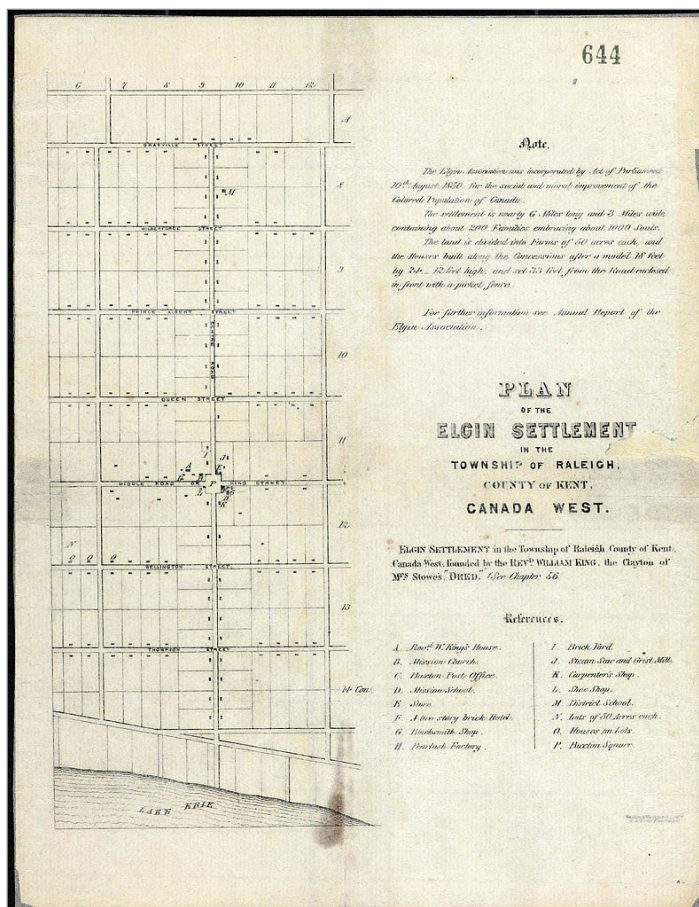 644
6 7 8 9 10 11 12
A
GRANVILLE STREET
M
8
WILBERFORCE STREET
9
PRINCE ALBERT STREET
ROAD
10
QUEEN STREET
11
I J
A E
H B
MIDDLE ROAD OR P KING STREET
L
12
N
O O O
WELLINGTON STREET
13
THOMPSON STREET
14 Con.
LAKE ERIE
Note.
The Elgin Association was incorporated by Act of Parliament
10th August 1850, for the social and moral improvement of the
Colored Population of Canada.
The settlement is nearly 6 Miles long and 3 Miles wide
containing about 200 Families embracing about 1000 Souls.
The land is divided into Farms of 50 acres each, and
the Houses built along the Concessions after a model 18 feet
by 24_ 12 feet high, and set 33 feet from the Road enclosed
in front with a picket fence
For further information see Annual Report of the
Elgin Association.
PLAN
OF THE
ELGIN SETTLEMENT
IN THE
TOWNSHIP OF RALEIGH,
COUNTY OF KENT,
CANADA WEST.
ELGIN SETTLEMENT in the Township of Raleigh County of Kent,
Canada West, founded by the REVD. WILLIAM KING, the Clayton of
Mrs Stowe's, DRED. (See Chapter 56
References.
A. Revd. W. King's House.
B. Mission Church.
C. Buxton Post Office.
D. Mission School.
E. Store.
F. A two story brick Hotel.
G. Blacksmith Shop.
H. Pearlash Factory.
I. Brick Yard.
J. Steam Saw and Grist Mill.
K. Carpenter's Shop.
L. Shoe Shop.
M. District School.
N. Lots of 50 Acres each.
O. Houses on Lots.
P. Buxton Square.